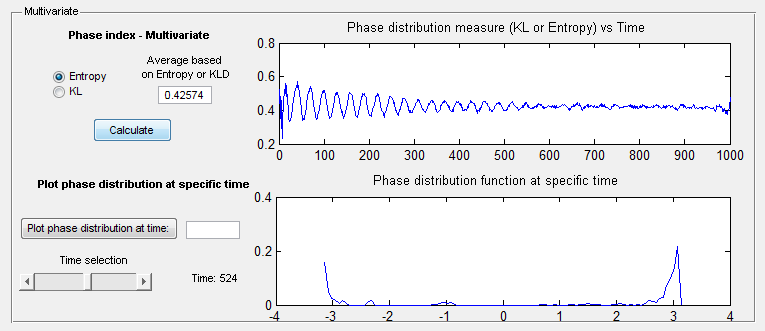 Multivariate
Phase index - Multivariate
Entropy
KL
Average based
on Entropy or KLD
0.42574
Calculate
Phase distribution measure (KL or Entropy) vs Time
0.8
0.6
0.4
0.2
0 100 200 300 400 500 600 700 800 900 1000
Plot phase distribution at specific time
Plot phase distribution at time:
Time selection
Time: 524
Phase distribution function at specific time
0.4
0.2
0
-4 -3 -2 -1 0 1 2 3 4